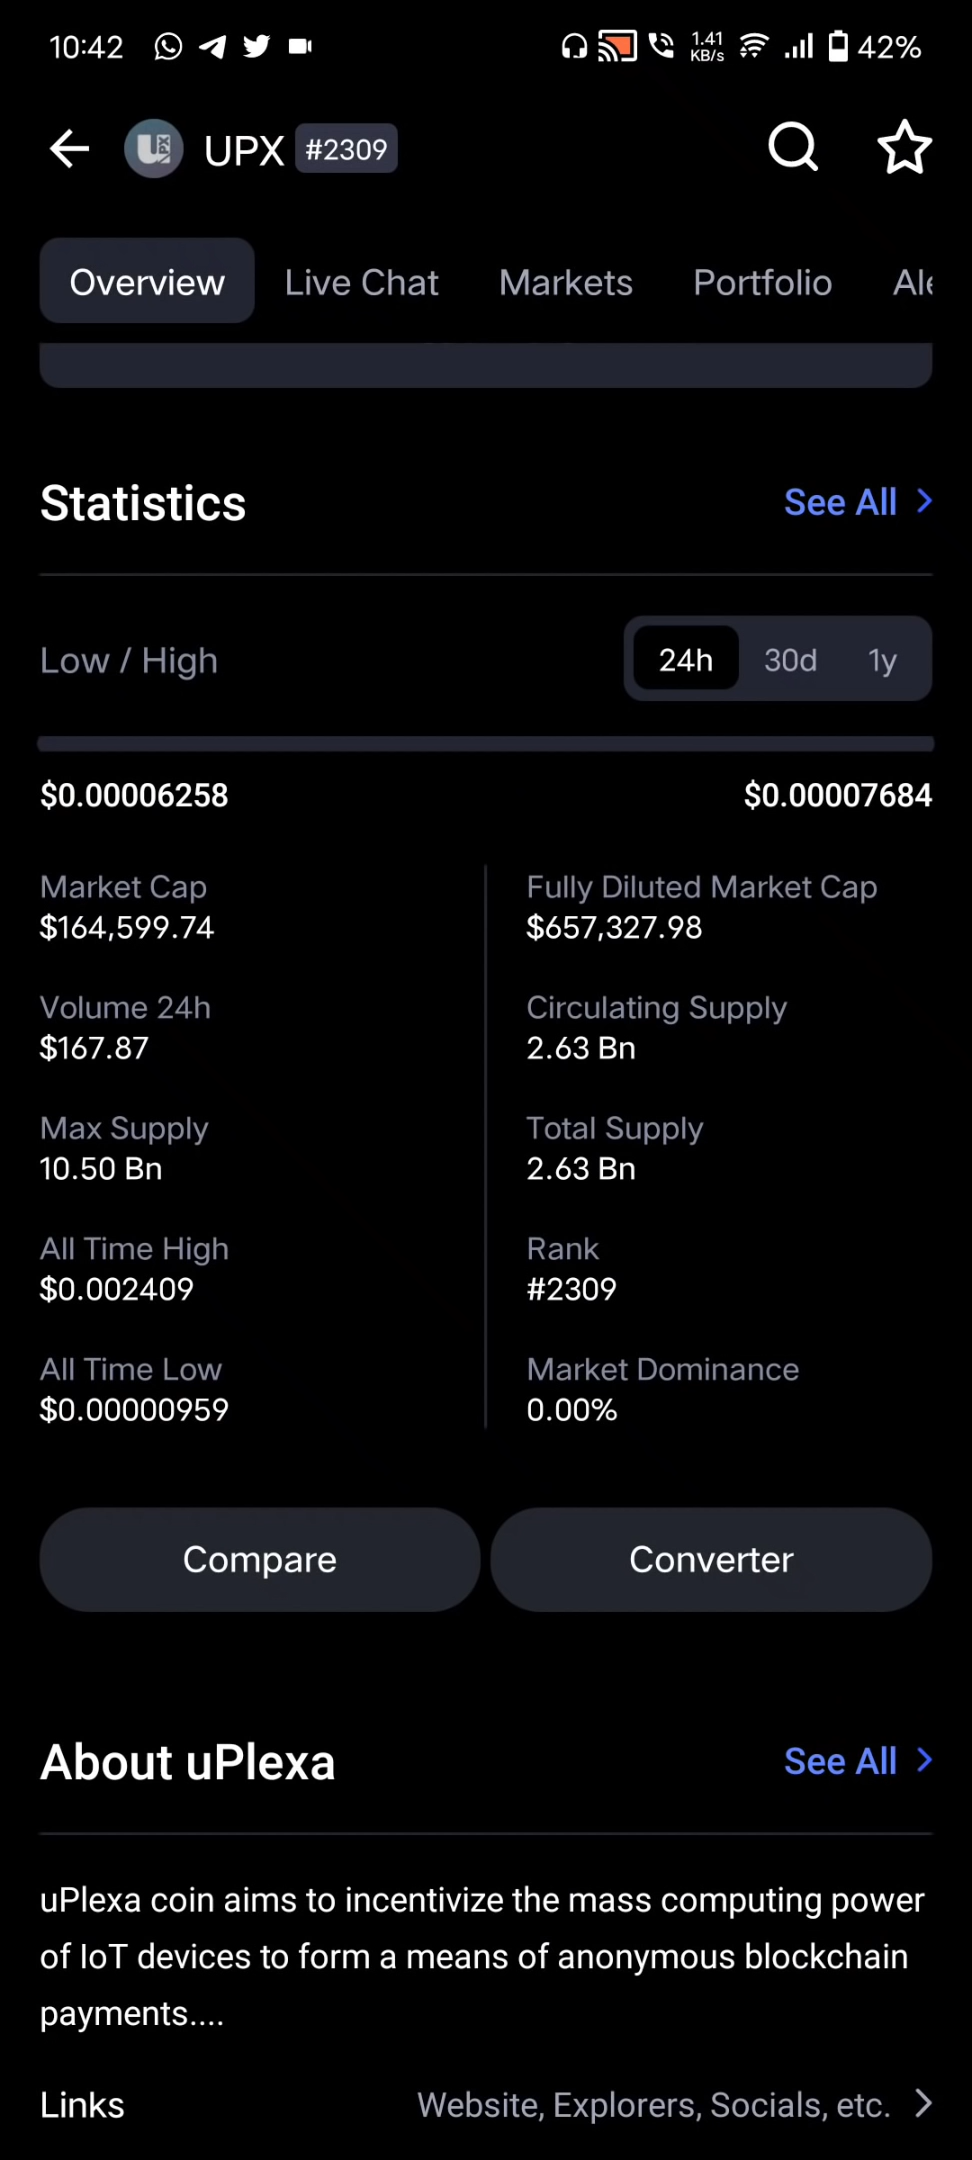 10:42 1.41 KB/s 42%
UPX #2309
Overview Live Chat Markets Portfolio Ale
Statistics See All
Low / High 24h 30d 1y
$0.00006258 $0.00007684
Market Cap Fully Diluted Market Cap
$164,599.74 $657,327.98
Volume 24h Circulating Supply
$167.87 2.63 Bn
Max Supply Total Supply
10.50 Bn 2.63 Bn
All Time High Rank
$0.002409 #2309
All Time Low Market Dominance
$0.00000959 0.00%
Compare Converter
About uPlexa See All
uPlexa coin aims to incentivize the mass computing power
of IoT devices to form a means of anonymous blockchain
payments....
Links Website, Explorers, Socials, etc.